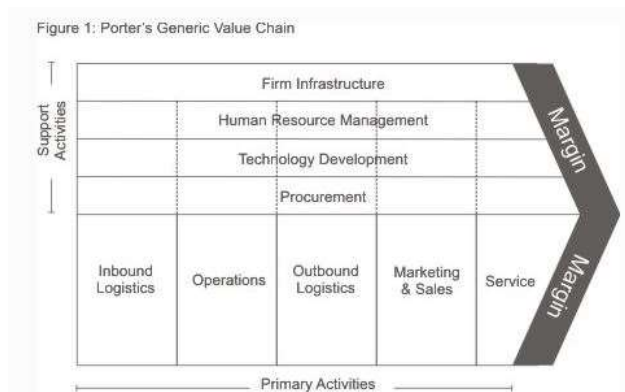 Figure 1: Porter's Generic Value Chain
Support
Activities
Firm Infrastructure
Human Resource Management
Technology Development
Procurement
Margin
Inbound
Logistics
Operations
Outbound
Logistics
Marketing
& Sales
Service
Margin
Primary Activities